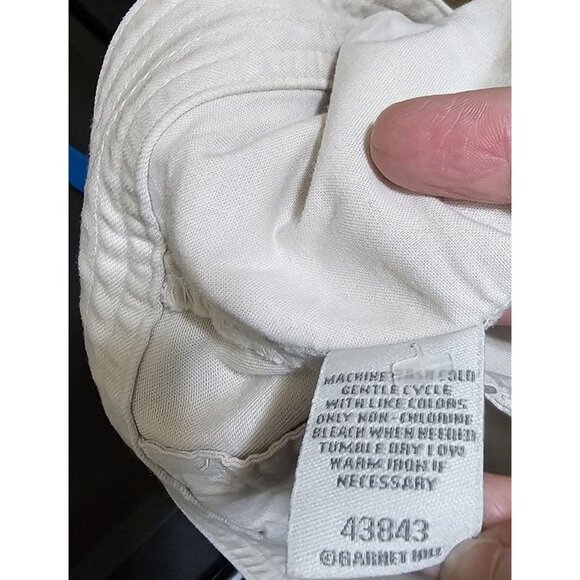 MACHINE WASH COLD
GENTLE CYCLE
WITH LIKE COLORS
ONLY NON-CHLORINE
BLEACH WHEN NEEDED
TUMBLE DRY LOW
WARM IRON IF
NECESSARY
43843
©GARNET HILL